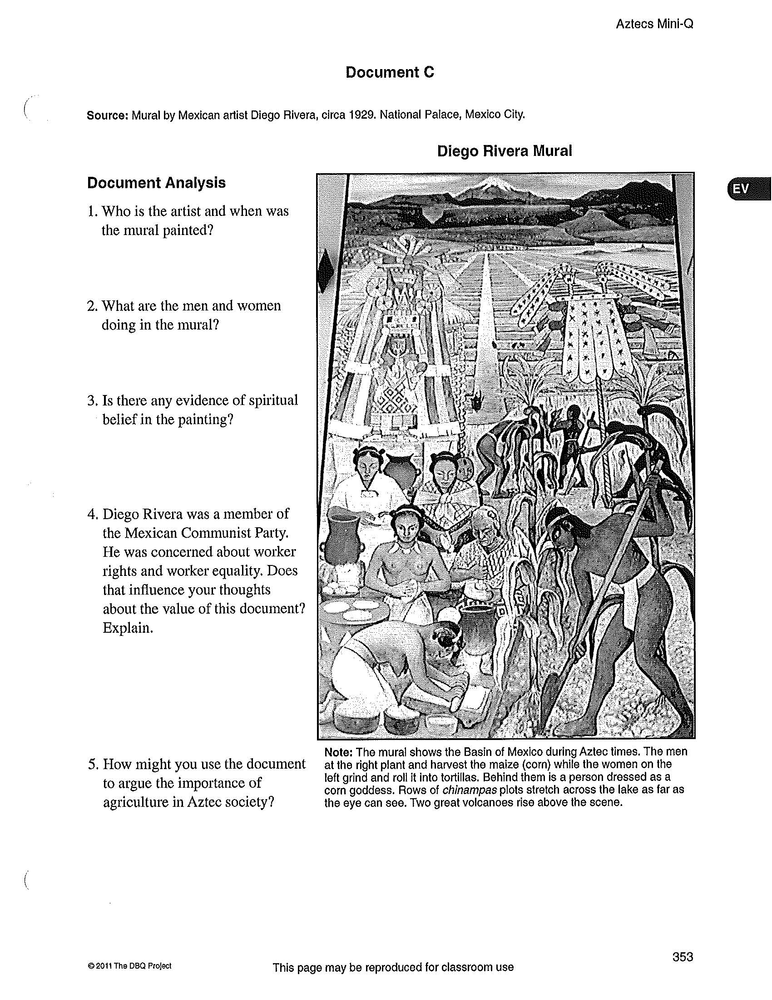 Aztecs Mini-Q
Document C
Source: Mural by Mexican artist Diego Rivera, circa 1929. National Palace, Mexico City.
Diego Rivera Mural
Document Analysis
EV
1. Who is the artist and when was
the mural painted?
2. What are the men and women
doing in the mural?
3. Is there any evidence of spiritual
belief in the painting?
4. Diego Rivera was a member of
the Mexican Communist Party.
He was concerned about worker
rights and worker equality. Does
that influence your thoughts
about the value of this document?
Explain.
5. How might you use the document
to argue the importance of
agriculture in Aztec society?
Note: The mural shows the Basin of Mexico during Aztec times. The men
at the right plant and harvest the maize (corn) while the women on the
left grind and roll it into tortillas. Behind them is a person dressed as a
corn goddess. Rows of chinampas plots stretch across the lake as far as
the eye can see. Two great volcanoes rise above the scene.
353
© 2011 The DBQ Project
This page may be reproduced for classroom use